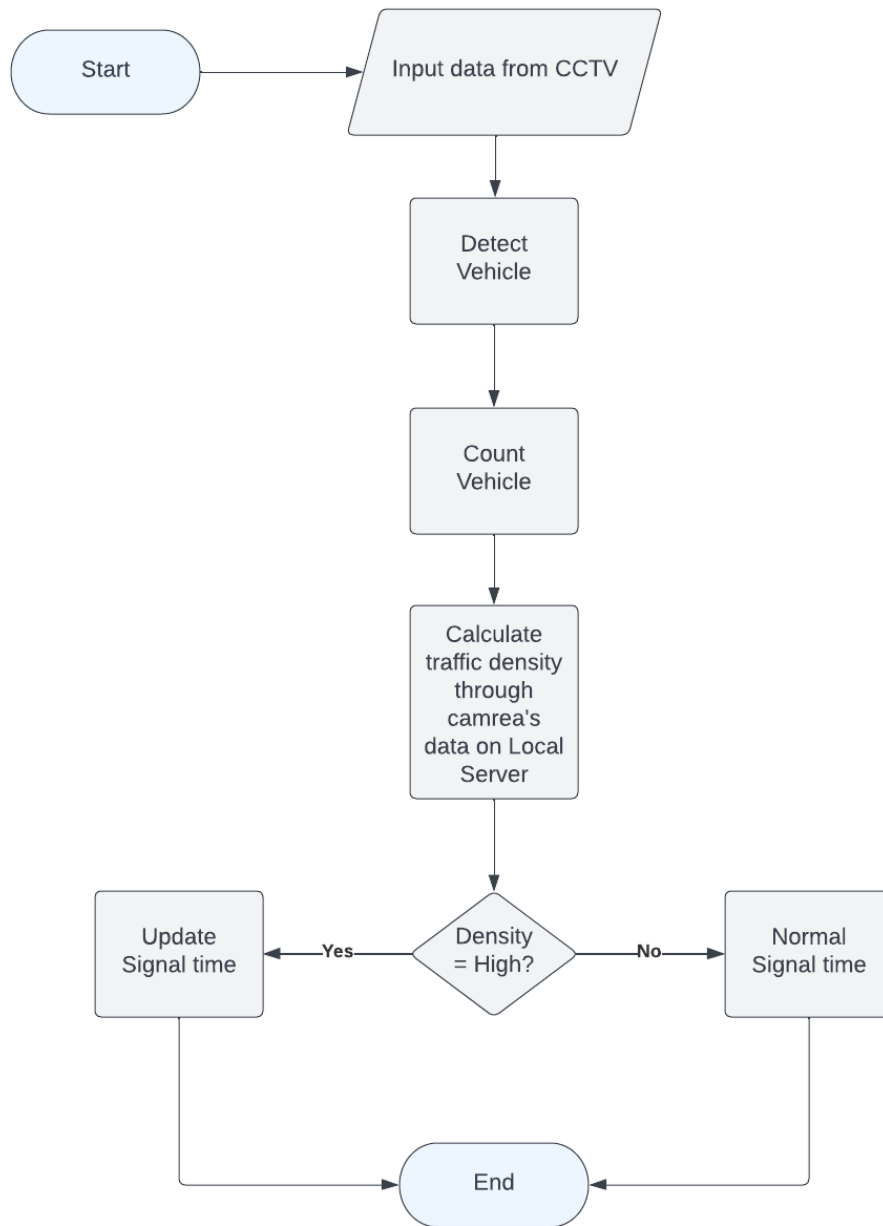 Start
Input data from CCTV
Detect
Vehicle
Count
Vehicle
Calculate
traffic density
through
camrea's
data on Local
Server
Density
= High?
Yes
No
Update
Signal time
Normal
Signal time
End